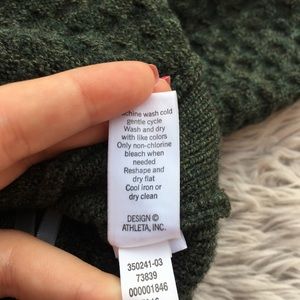 chine wash cold
gentle cycle
Wash and dry
with like colors
Only non-chlorine
bleach when
needed
Reshape and
dry flat
Cool iron or
dry clean
DESIGN ©
ATHLETA, INC.
350241-03
73839
000001846